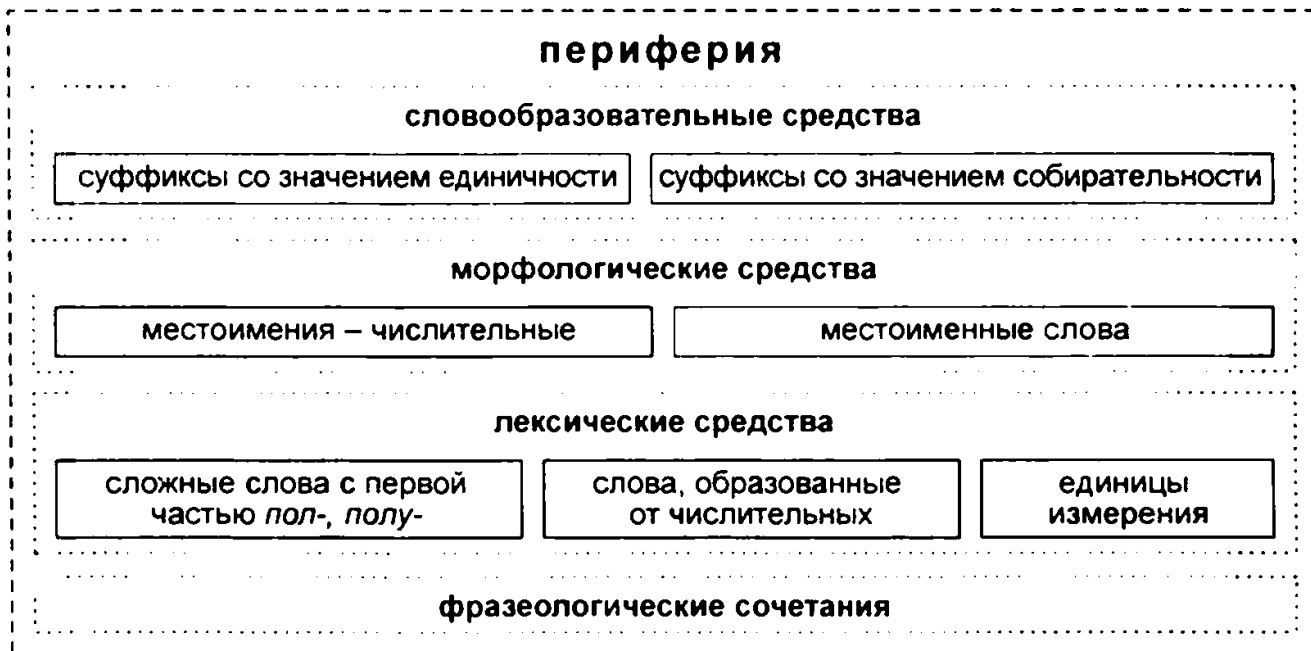 периферия
словообразовательные средства
суффиксы со значением единичности
суффиксы со значением собирательности
морфологические средства
местоимения – числительные
местоименные слова
лексические средства
сложные слова с первой
частью пол-, полу-
слова, образованные
от числительных
единицы
измерения
фразеологические сочетания